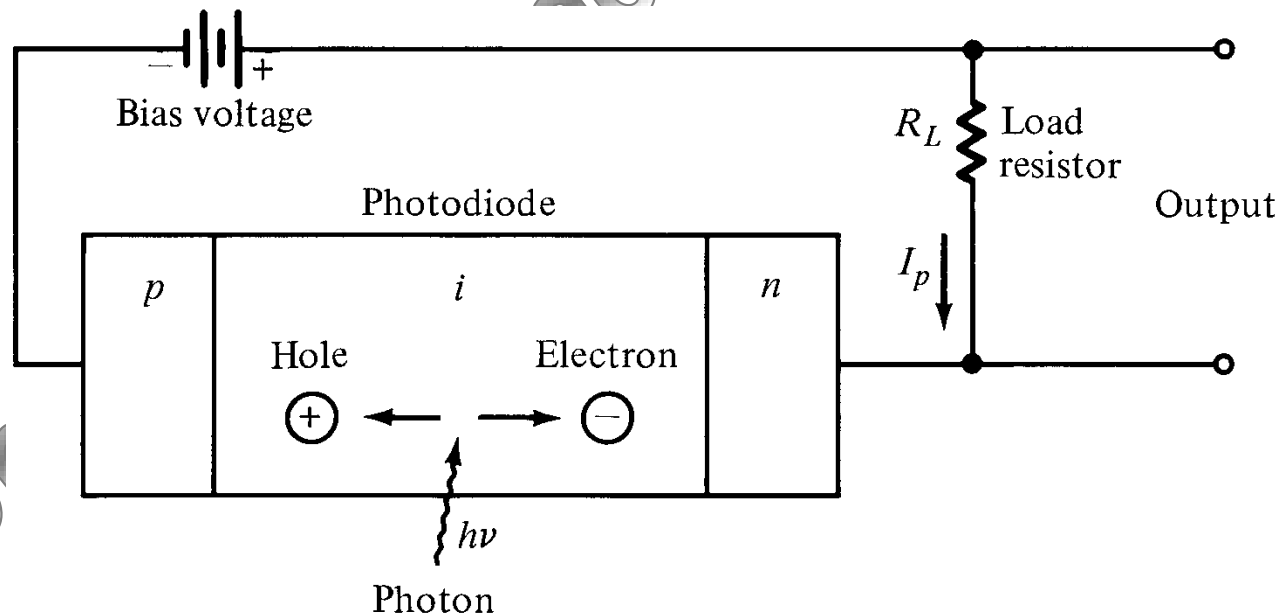 − +
Bias voltage
R_L Load
resistor
Photodiode
Output
p i n
I_p
Hole Electron
+ −
hν
Photon